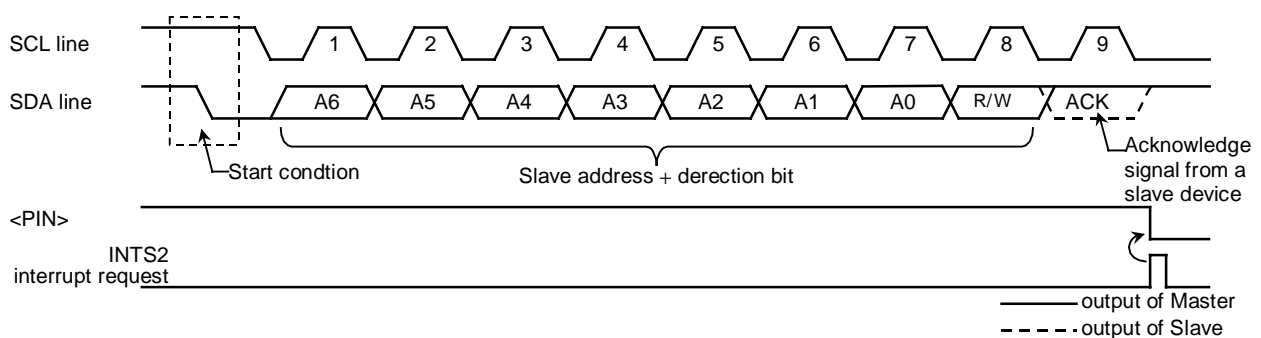 SCL line
1 2 3 4 5 6 7 8 9
SDA line
A6 A5 A4 A3 A2 A1 A0 R/W ACK
Start condtion
Slave address + derection bit
Acknowledge
signal from a
slave device
<PIN>
INTS2
interrupt request
output of Master
output of Slave